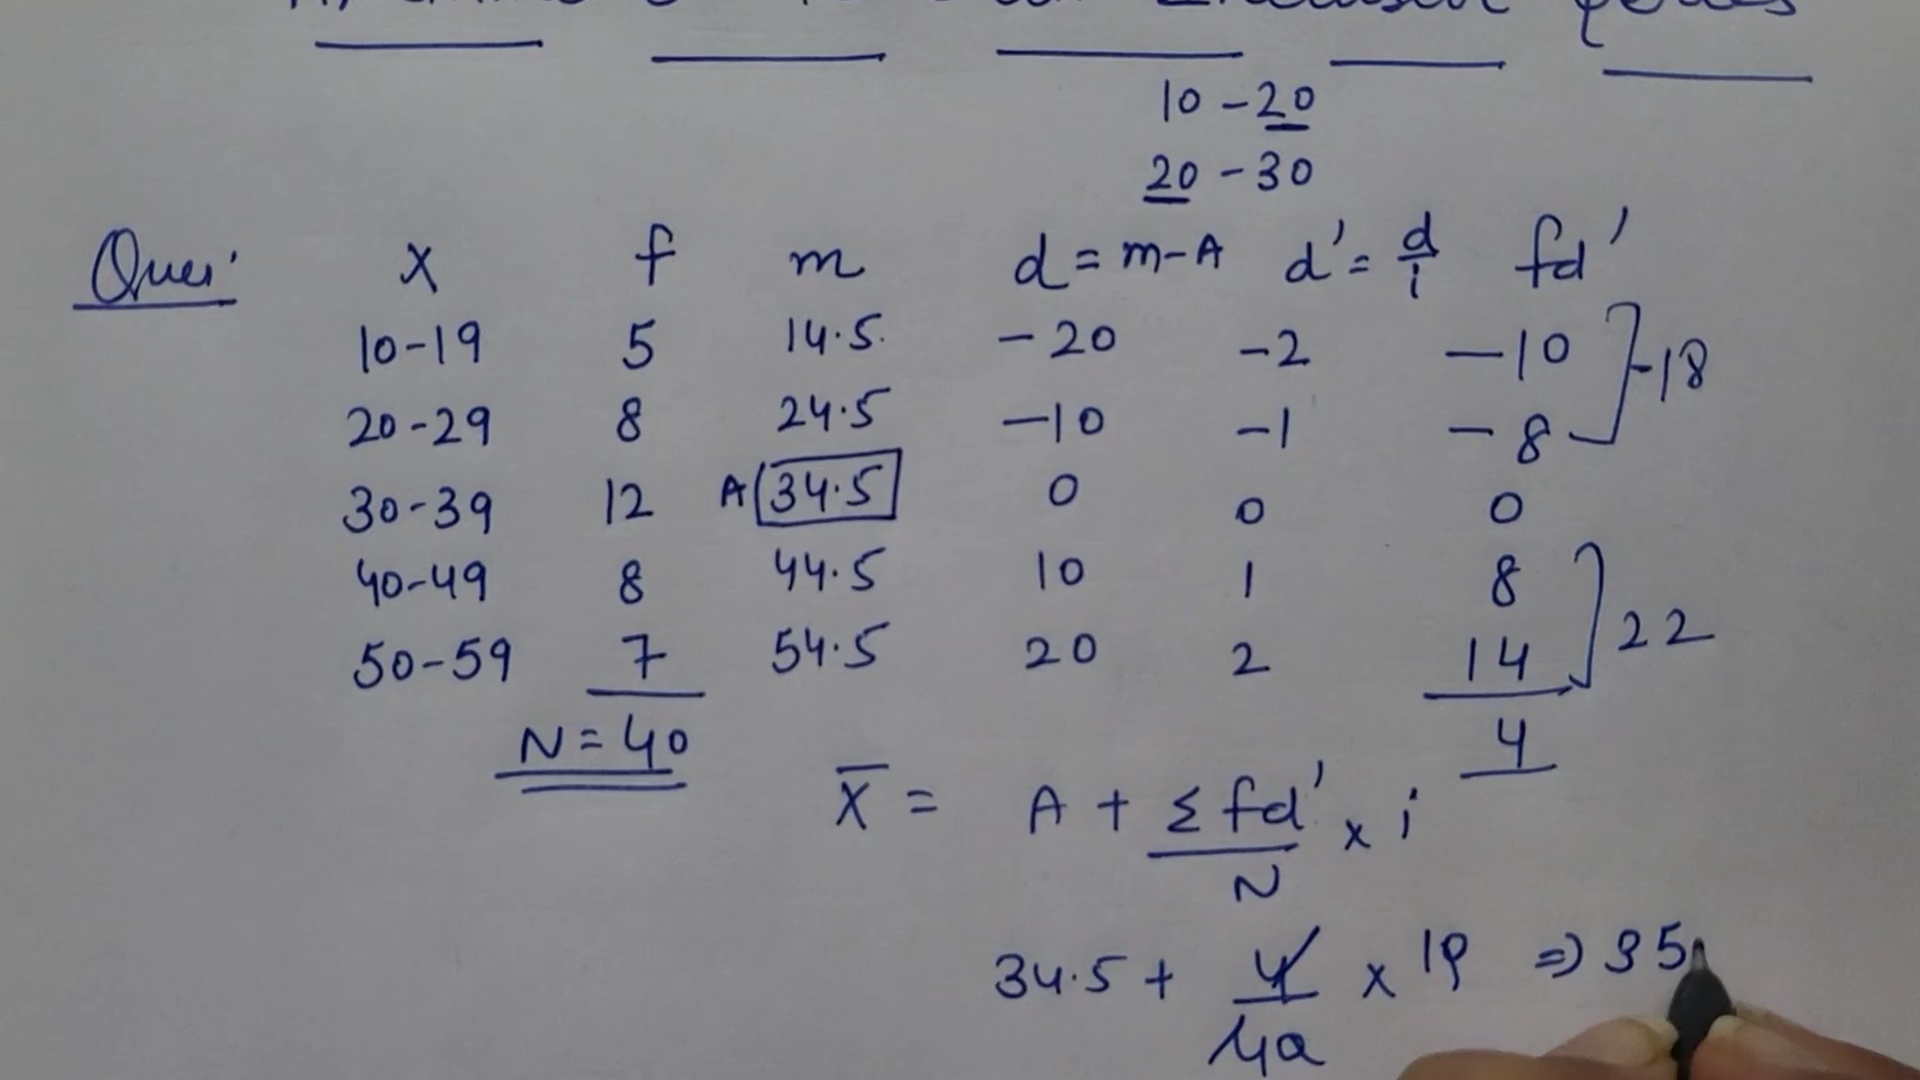 Inclusive Series
10-20
20-30
Ques' x f m d = m-A d' = d/i fd'
10-19 5 14.5 -20 -2 -10
-18
20-29 8 24.5 -10 -1 -8
30-39 12 A 34.5 0 0 0
40-49 8 44.5 10 1 8
22
50-59 7 54.5 20 2 14
N = 40 4
X̅ = A + Σfd'/N × i
34.5 + 4/40 × 10 ⇒ 35